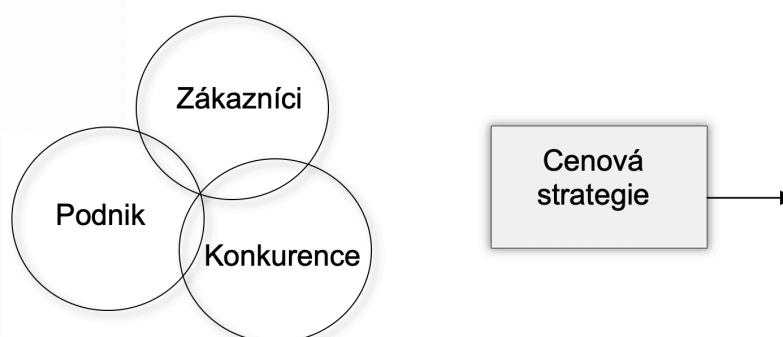 Zákazníci
Podnik
Konkurence
Cenová
strategie